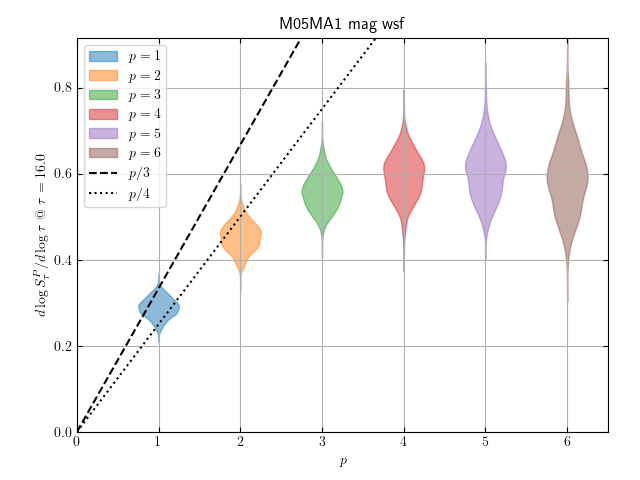 M05MA1 mag wsf
d log S_τ^P / d log τ @ τ = 16.0
0.8
0.6
0.4
0.2
0.0
p = 1
p = 2
p = 3
p = 4
p = 5
p = 6
p/3
p/4
0 1 2 3 4 5 6
p